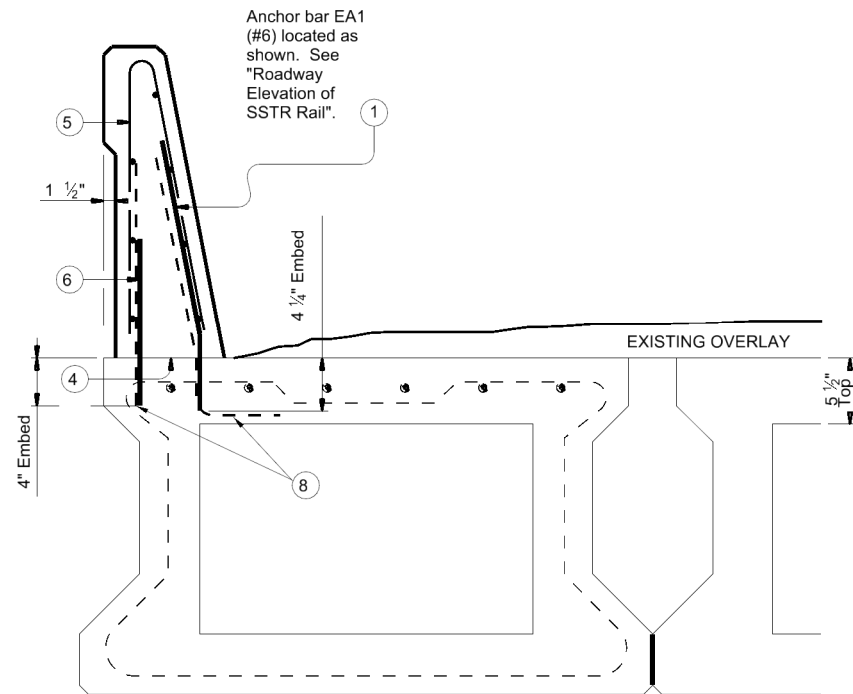 Anchor bar EA1
(#6) located as
shown. See
"Roadway
Elevation of
SSTR Rail".
1
5
1 ½"
6
4 ¼" Embed
EXISTING OVERLAY
4
5 ½"
Top
4" Embed
8